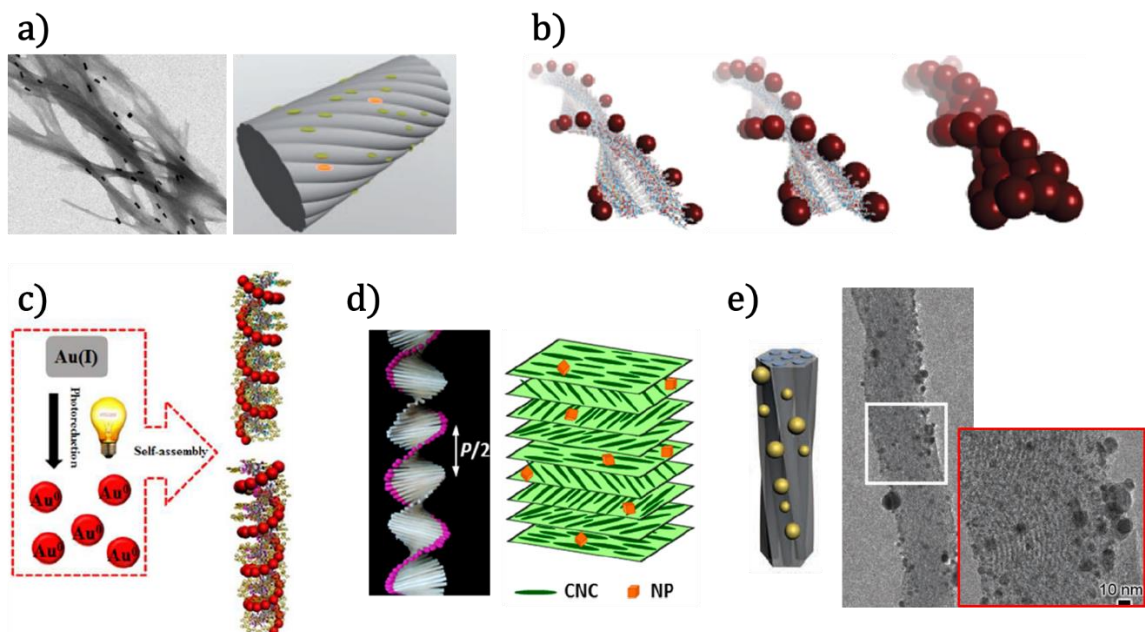 a)
b)
c)
Au(I)
Photoreduction
Self-assembly
Au⁰
Au⁰
Au⁰
Au⁰
Au⁰
d)
P/2
CNC
NP
e)
10 nm